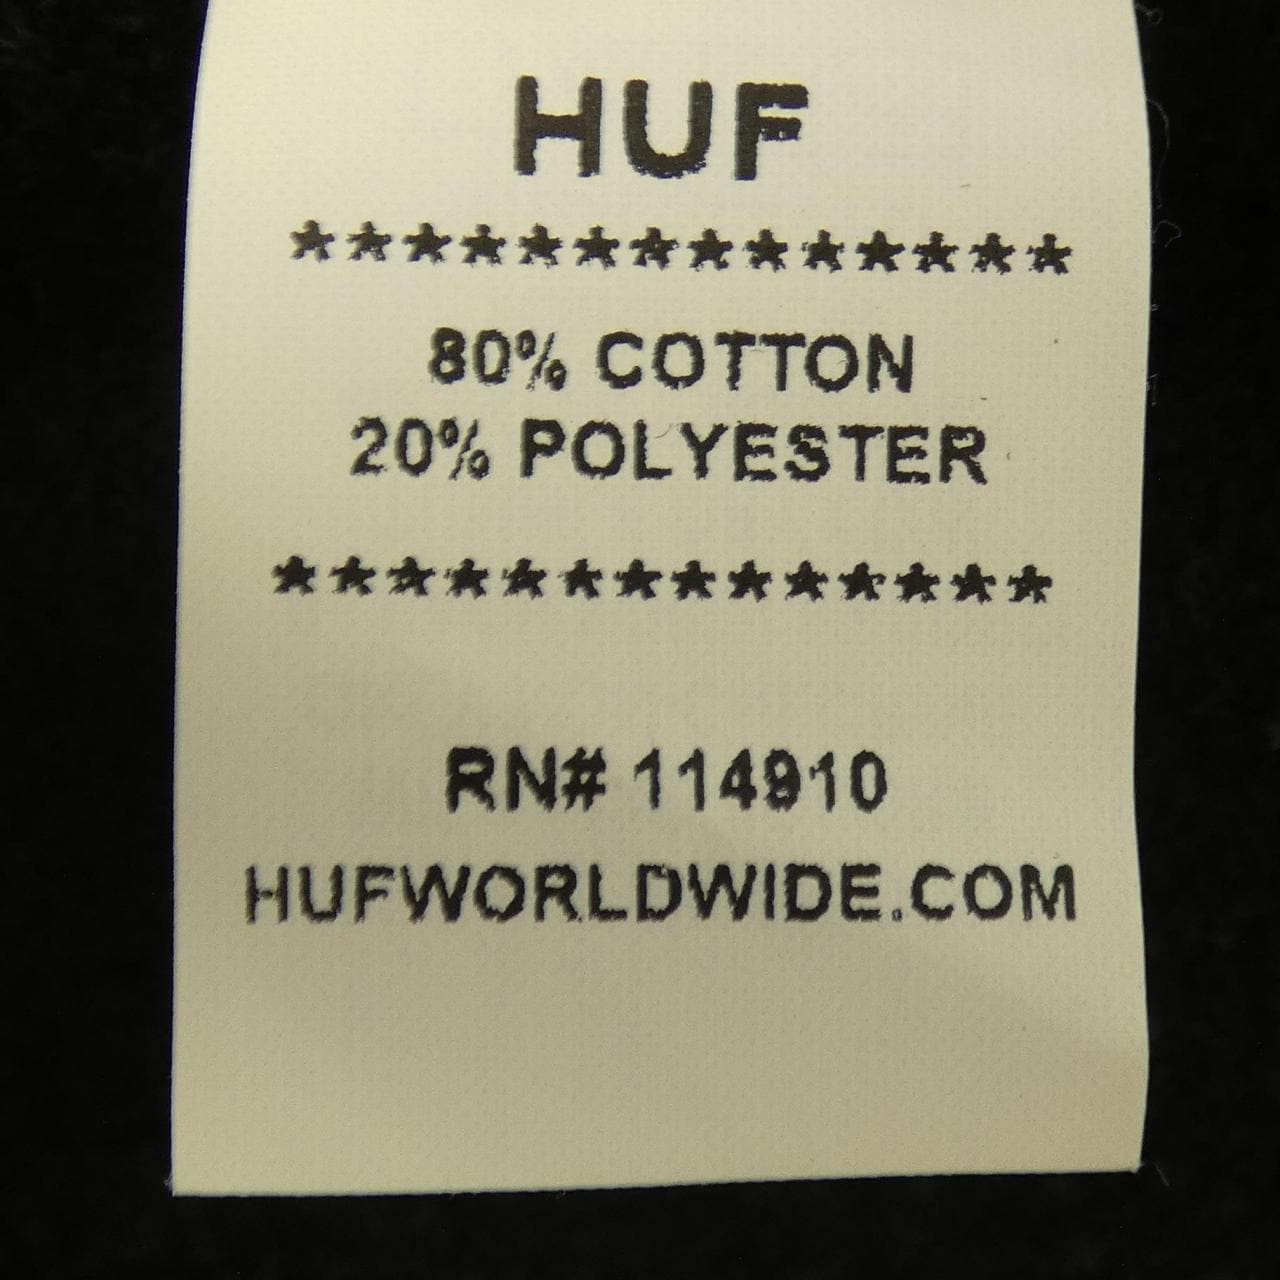 HUF
**************
80% COTTON
20% POLYESTER
**************
RN# 114910
HUFWORLDWIDE.COM